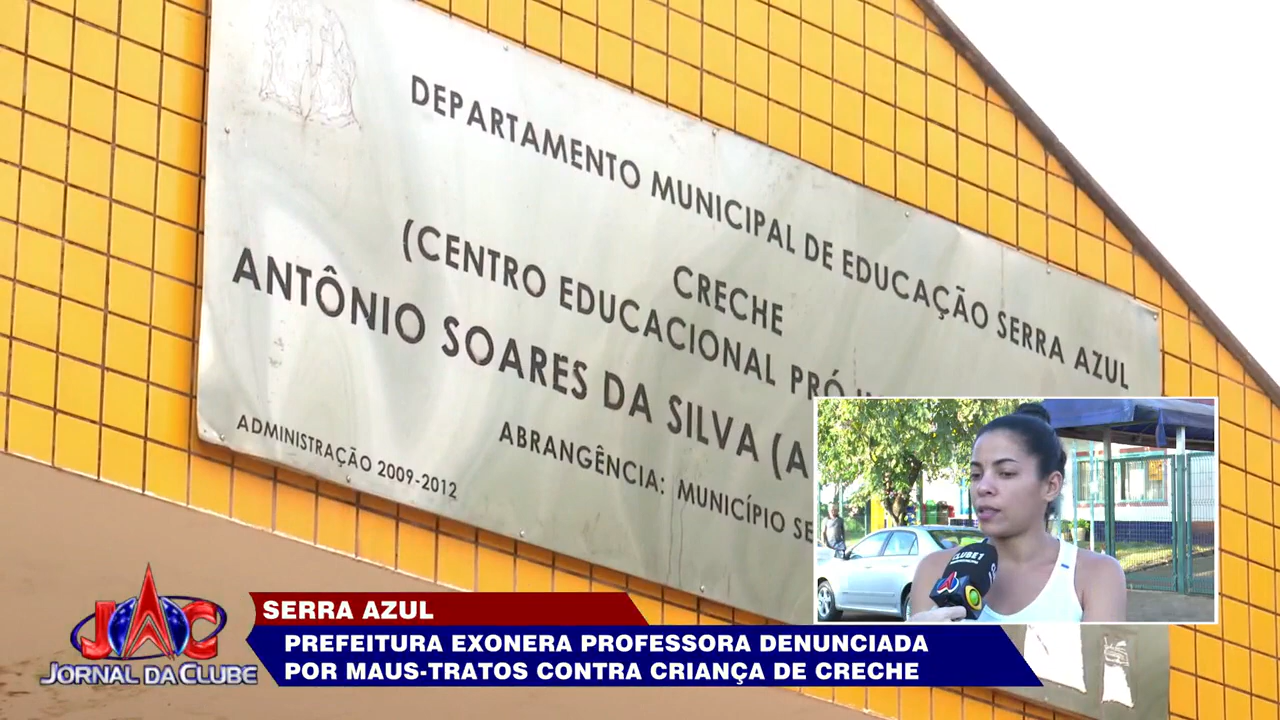 DEPARTAMENTO MUNICIPAL DE EDUCAÇÃO SERRA AZUL
CRECHE
(CENTRO EDUCACIONAL PRÓ
ANTÔNIO SOARES DA SILVA (A
ABRANGÊNCIA: MUNICÍPIO SE
ADMINISTRAÇÃO 2009-2012
CLUBE1
SERRA AZUL
PREFEITURA EXONERA PROFESSORA DENUNCIADA
POR MAUS-TRATOS CONTRA CRIANÇA DE CRECHE
JAC
JORNAL DA CLUBE